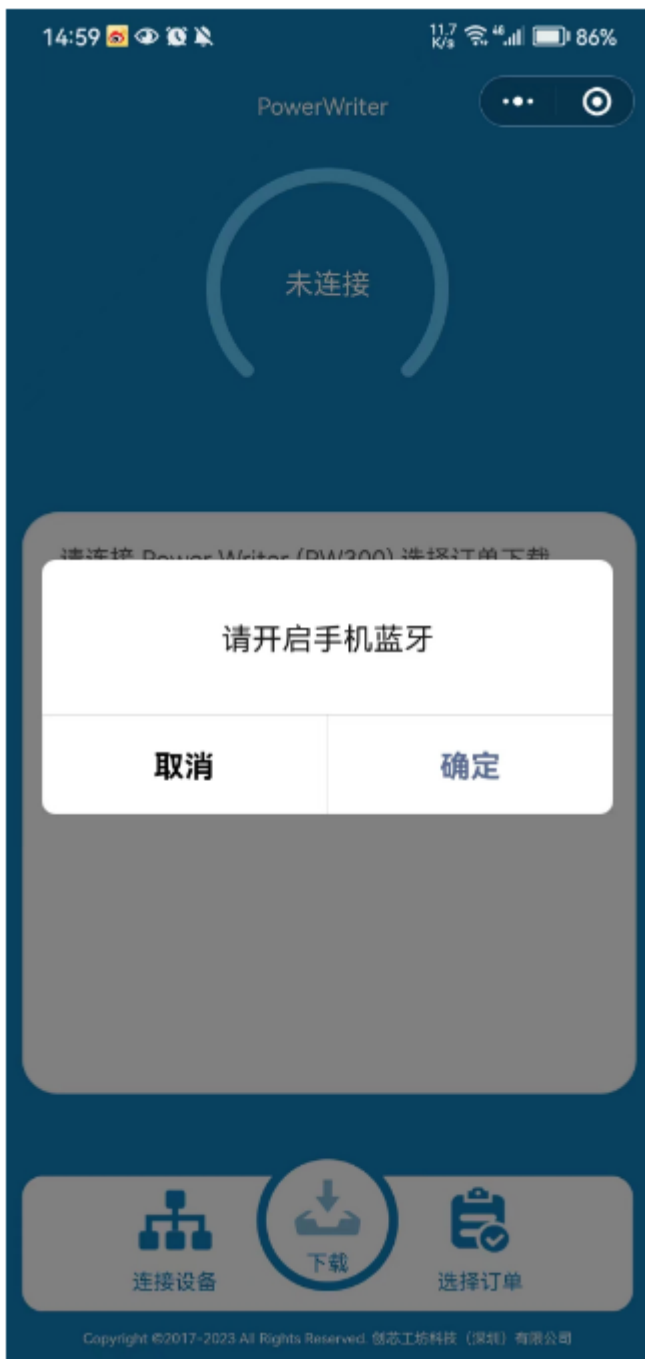 14:59
11.7 K/s 46 86%
PowerWriter
未连接
请连接 Power Writer (PW300) 选择订单下载
请开启手机蓝牙
取消 确定
连接设备 下载 选择订单
Copyright ©2017-2023 All Rights Reserved. 创芯工坊科技（深圳）有限公司